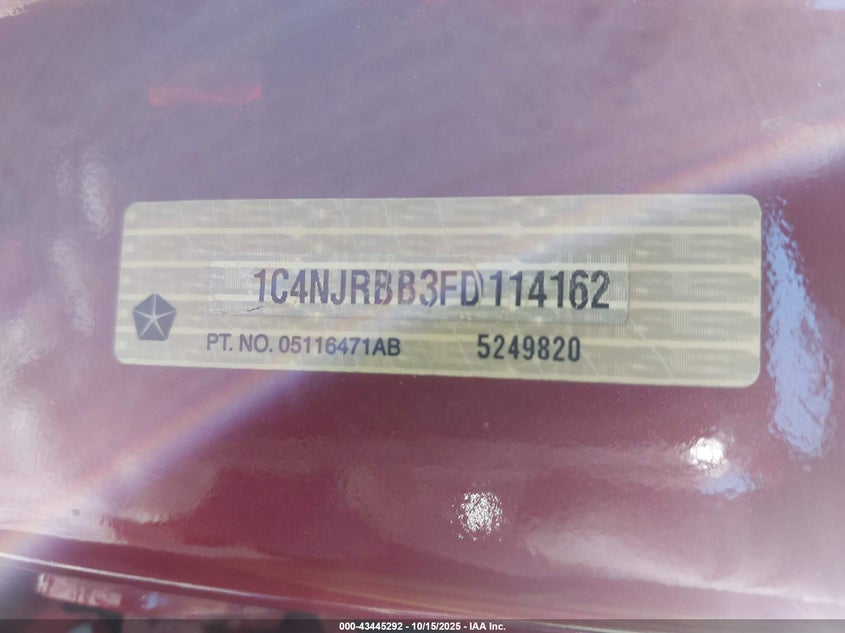 1C4NJRBB3FD114162
PT. NO. 05116471AB 5249820
000-43445292 - 10/15/2025 - IAA Inc.